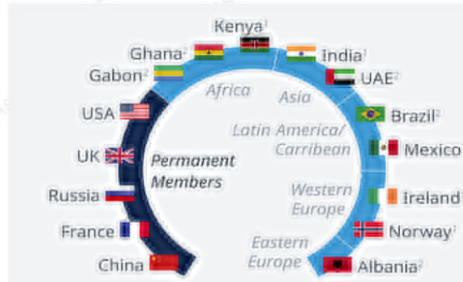 Kenya¹
Ghana²
India¹
Gabon²
UAE²
Africa
Asia
USA
Brazil²
Latin America/
Carribean
UK
Mexico
Permanent
Members
Russia
Western
Europe
Ireland¹
France
Norway¹
Eastern
Europe
China
Albania²